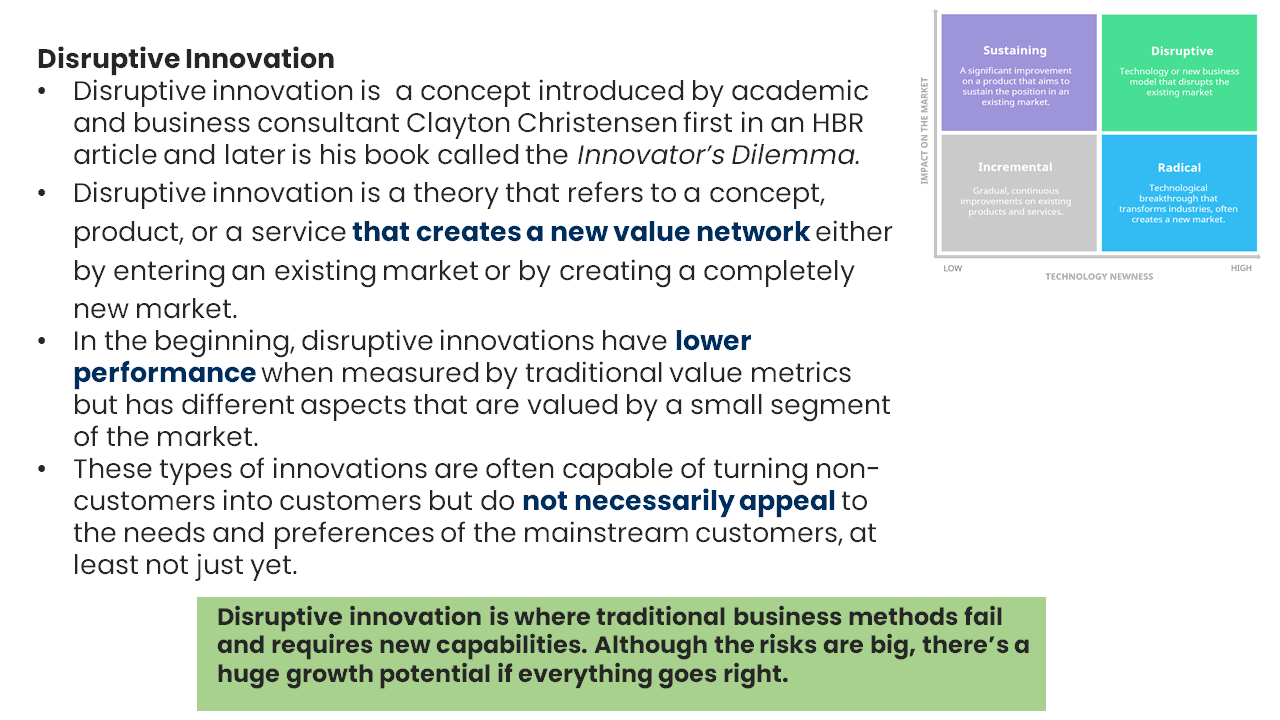 Disruptive Innovation
• Disruptive innovation is a concept introduced by academic
and business consultant Clayton Christensen first in an HBR
article and later is his book called the Innovator's Dilemma.
• Disruptive innovation is a theory that refers to a concept,
product, or a service that creates a new value network either
by entering an existing market or by creating a completely
new market.
• In the beginning, disruptive innovations have lower
performance when measured by traditional value metrics
but has different aspects that are valued by a small segment
of the market.
• These types of innovations are often capable of turning non-
customers into customers but do not necessarily appeal to
the needs and preferences of the mainstream customers, at
least not just yet.
Disruptive innovation is where traditional business methods fail
and requires new capabilities. Although the risks are big, there's a
huge growth potential if everything goes right.
IMPACT ON THE MARKET
Sustaining
A significant improvement
on a product that aims to
sustain the position in an
existing market.
Disruptive
Technology or new business
model that disrupts the
existing market
Incremental
Gradual, continuous
improvements on existing
products and services.
Radical
Technological
breakthrough that
transforms industries, often
creates a new market.
LOW
TECHNOLOGY NEWNESS
HIGH